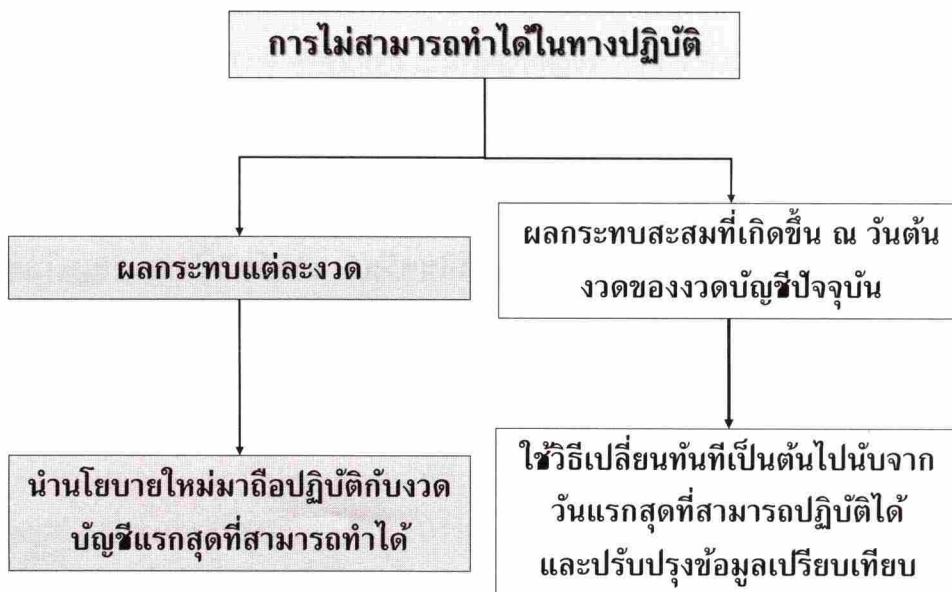 การไม่สามารถทำได้ในทางปฏิบัติ
ผลกระทบแต่ละงวด
ผลกระทบสะสมที่เกิดขึ้น ณ วันต้น
งวดของงวดบัญชีปัจจุบัน
นำนโยบายใหม่มาถือปฏิบัติกับงวด
บัญชีแรกสุดที่สามารถทำได้
ใช้วิธีเปลี่ยนทันทีเป็นต้นไปนับจาก
วันแรกสุดที่สามารถปฏิบัติได้
และปรับปรุงข้อมูลเปรียบเทียบ